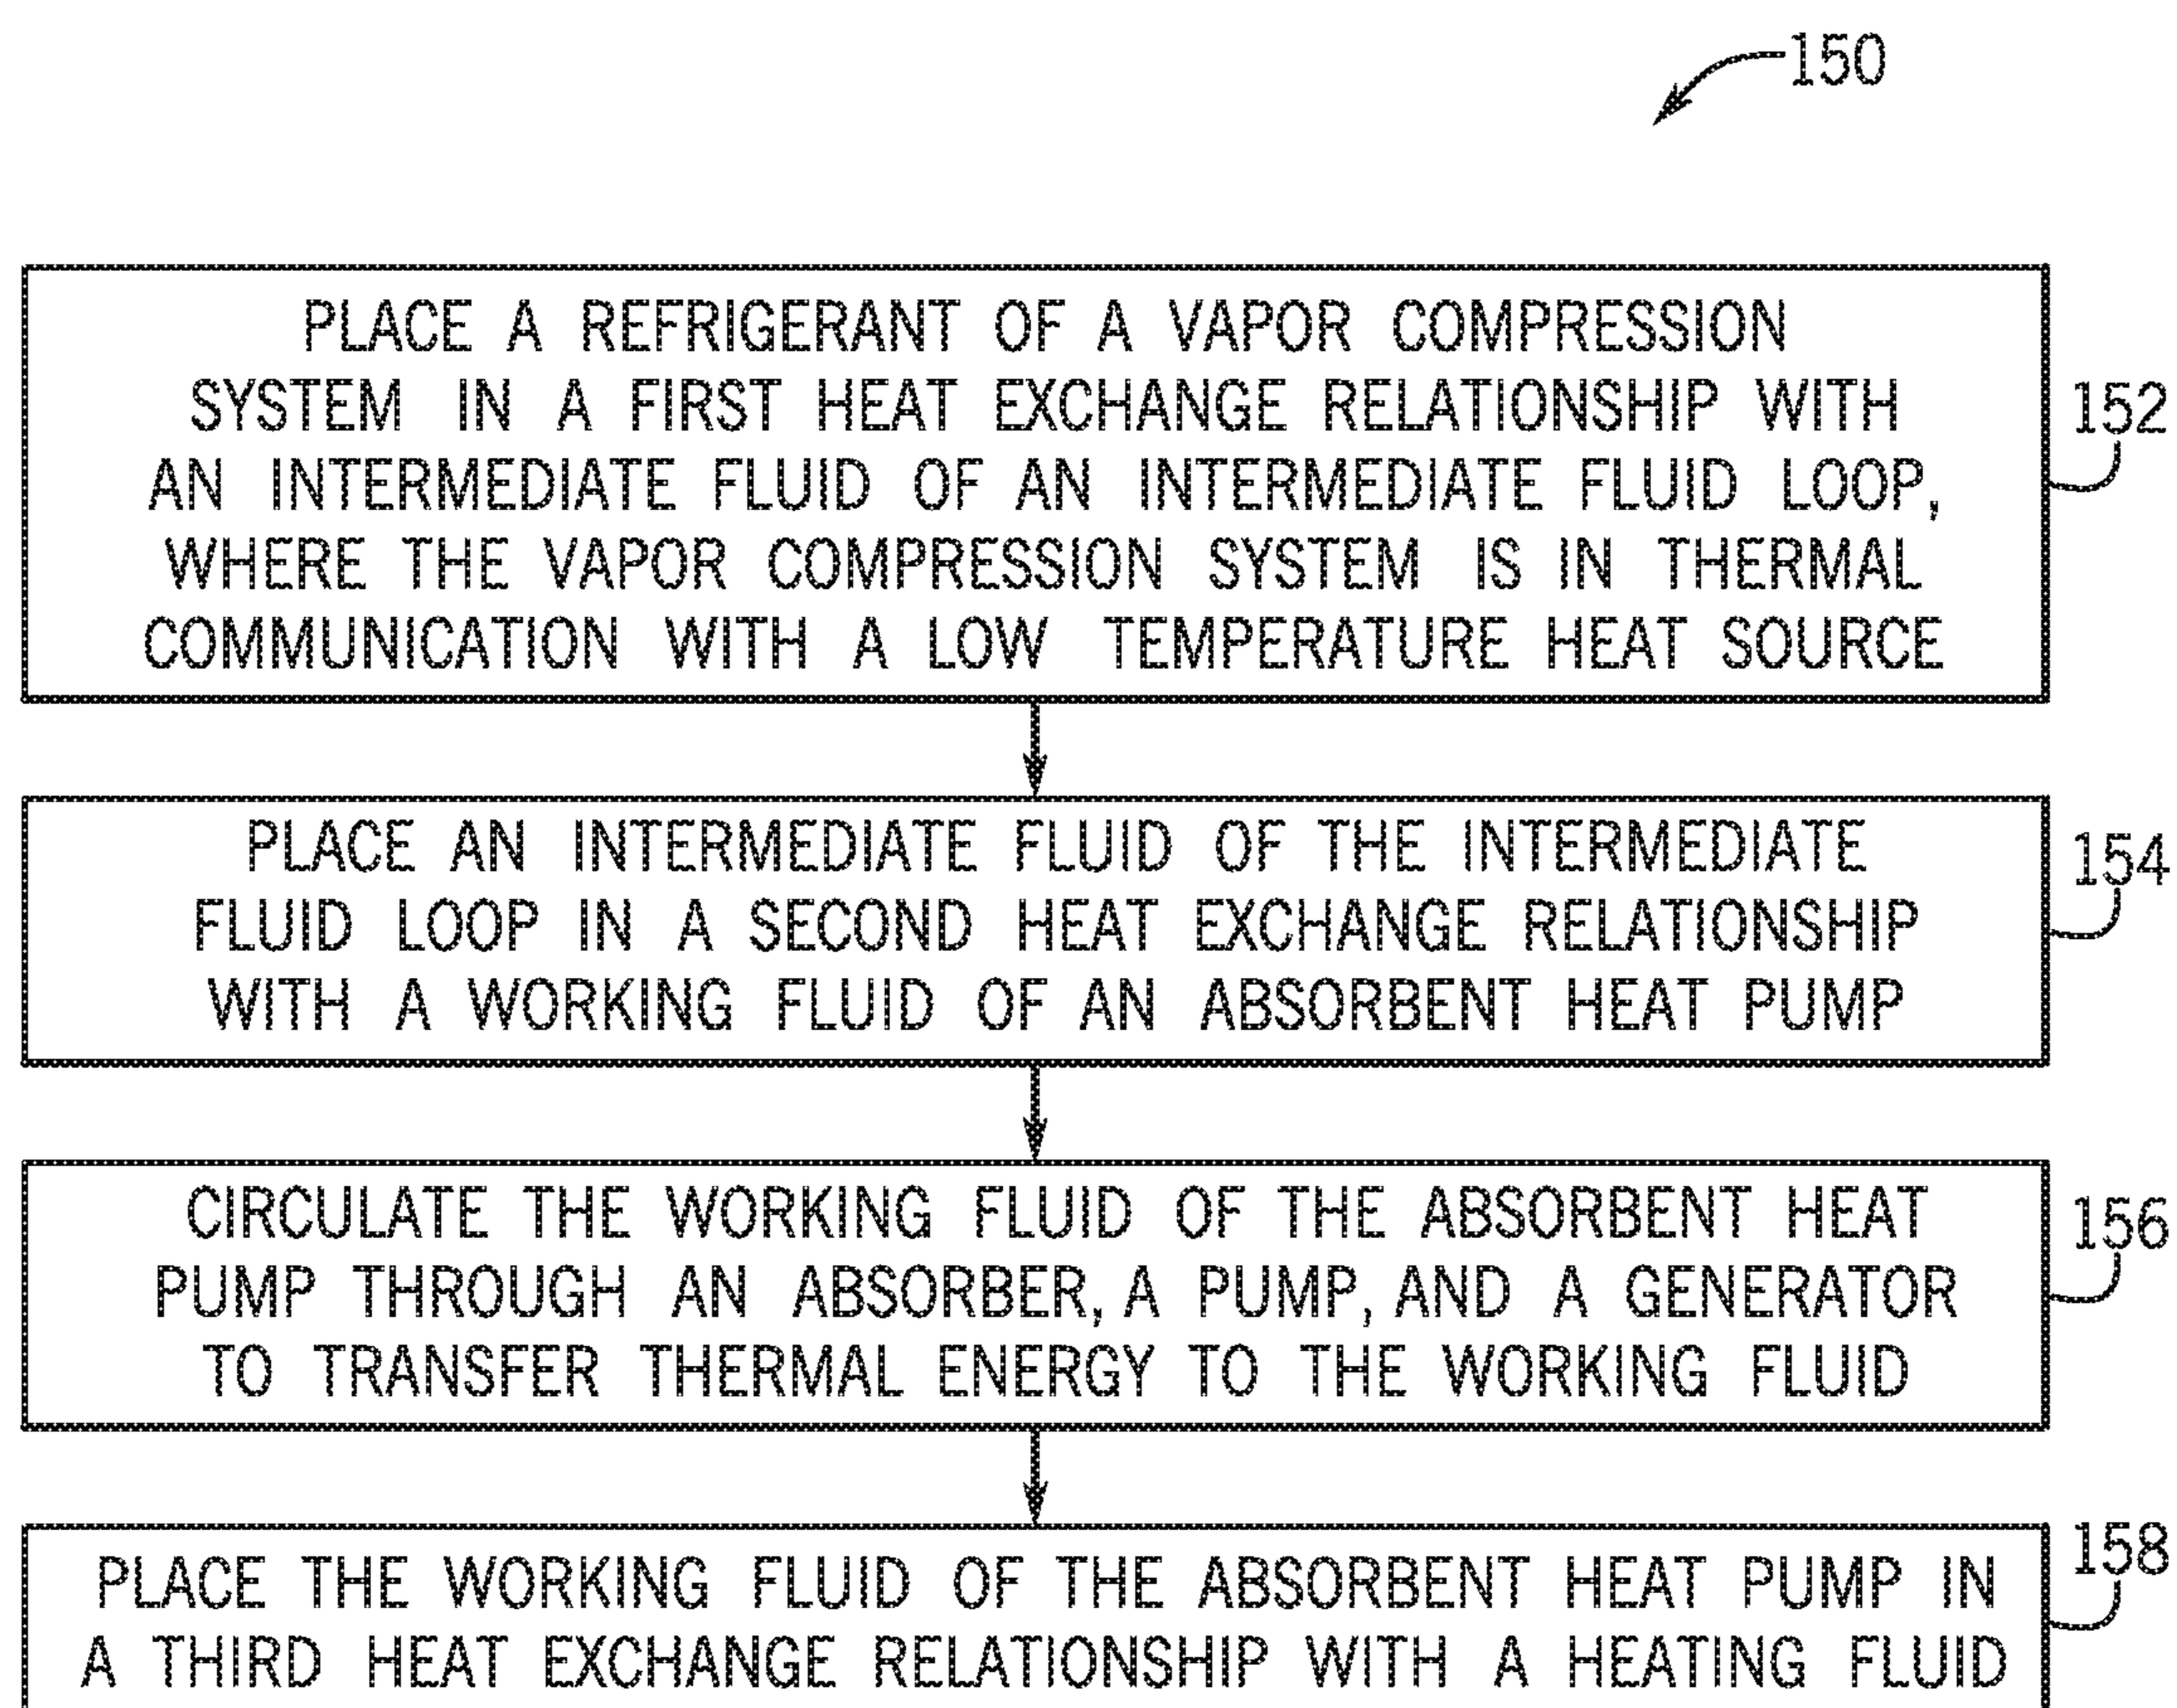 150
PLACE A REFRIGERANT OF A VAPOR COMPRESSION
SYSTEM IN A FIRST HEAT EXCHANGE RELATIONSHIP WITH
AN INTERMEDIATE FLUID OF AN INTERMEDIATE FLUID LOOP,
WHERE THE VAPOR COMPRESSION SYSTEM IS IN THERMAL
COMMUNICATION WITH A LOW TEMPERATURE HEAT SOURCE
152
PLACE AN INTERMEDIATE FLUID OF THE INTERMEDIATE
FLUID LOOP IN A SECOND HEAT EXCHANGE RELATIONSHIP
WITH A WORKING FLUID OF AN ABSORBENT HEAT PUMP
154
CIRCULATE THE WORKING FLUID OF THE ABSORBENT HEAT
PUMP THROUGH AN ABSORBER, A PUMP, AND A GENERATOR
TO TRANSFER THERMAL ENERGY TO THE WORKING FLUID
156
PLACE THE WORKING FLUID OF THE ABSORBENT HEAT PUMP IN
A THIRD HEAT EXCHANGE RELATIONSHIP WITH A HEATING FLUID
158